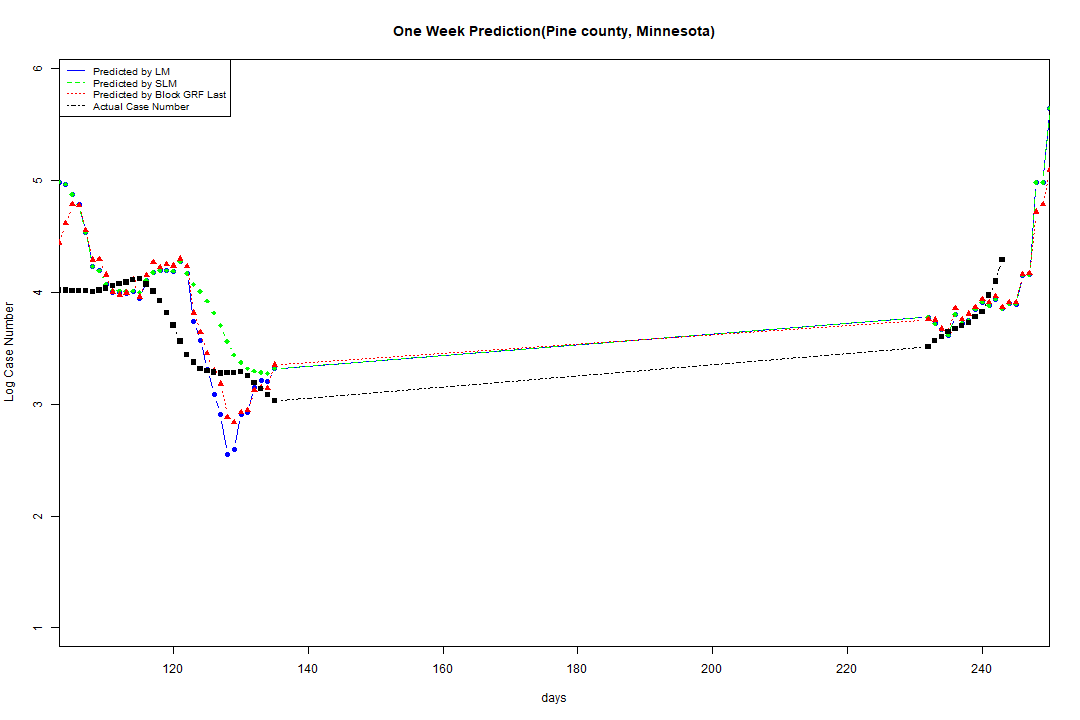 One Week Prediction(Pine county, Minnesota)
Predicted by LM
Predicted by SLM
Predicted by Block GRF Last
Actual Case Number
6
5
4
3
2
1
Log Case Number
120 140 160 180 200 220 240
days